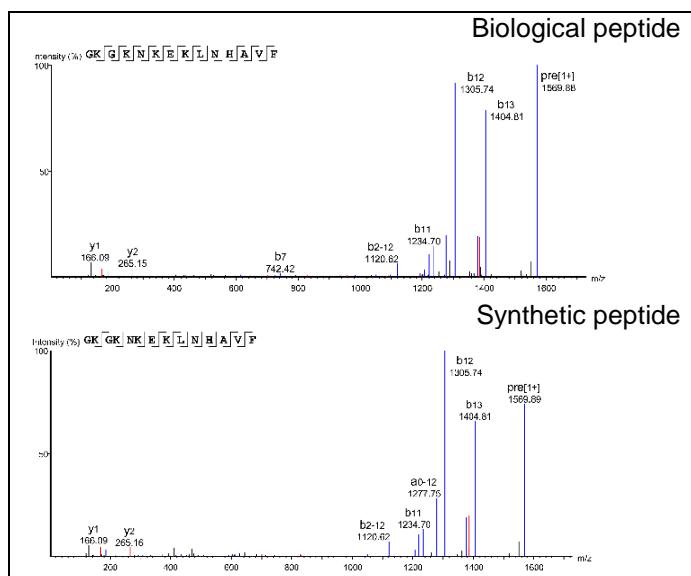 Biological peptide
Intensity (%)
GKGKNKEKLNHAVF
100
50
y1
166.09
y2
265.15
b7
742.42
b2-12
1120.62
b11
1234.70
b12
1305.74
b13
1404.81
pre[1+]
1569.88
200 400 600 800 1000 1200 1400 1600
m/z
Synthetic peptide
Intensity (%)
GKGKNKEKLNHAVF
100
50
y1
166.09
y2
265.16
b2-12
1120.62
b11
1234.70
a0-12
1277.75
b12
1305.74
b13
1404.81
pre[1+]
1569.89
200 400 600 800 1000 1200 1400 1600
m/z